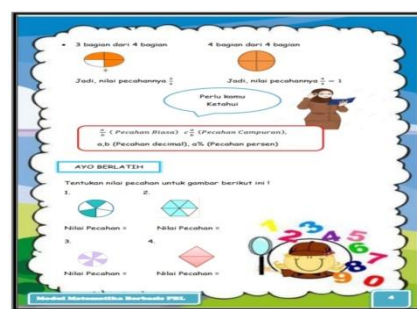 • 3 bagian dari 4 bagian
4 bagian dari 4 bagian
Jadi, nilai pecahannya
Jadi, nilai pecahannya = 1
Perlu kamu
Ketahui
(Pecahan Biasa) (Pecahan Campuran),
a,b (Pecahan decimal), a% (Pecahan persen)
AYO BERLATIH
Tentukan nilai pecahan untuk gambar berikut ini !
1.
2.
Nilai Pecahan =
Nilai Pecahan =
3.
4.
Nilai Pecahan =
Nilai Pecahan =
Modul Matematika Berbasis PBL
4